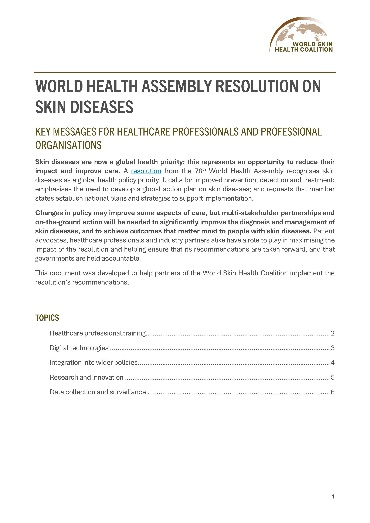 WORLD SKIN
HEALTH COALITION
WORLD HEALTH ASSEMBLY RESOLUTION ON
SKIN DISEASES
KEY MESSAGES FOR HEALTHCARE PROFESSIONALS AND PROFESSIONAL
ORGANISATIONS
Skin diseases are now a global health priority: this represents an opportunity to reduce their
impact and improve care. A resolution from the 78th World Health Assembly recognises skin
diseases as a global health policy priority. It calls for improved prevention, detection and treatment;
emphasises the need to develop a global action plan on skin diseases; and requests that member
states establish national plans and strategies to support implementation.
Changes in policy may improve some aspects of care, but multi-stakeholder partnerships and
on-the-ground action will be needed to significantly improve the diagnosis and management of
skin diseases, and to achieve outcomes that matter most to people with skin diseases. Patient
advocates, healthcare professionals and industry partners alike have a role to play in maximising the
impact of the resolution and helping ensure that its recommendations are taken forward, and that
governments are held accountable.
This document was developed to help partners of the World Skin Health Coalition implement the
resolution's recommendations.
TOPICS
Healthcare professional training 2
Digital technologies 3
Integration into wider policies 4
Research and innovation 5
Data collection and surveillance 6
1